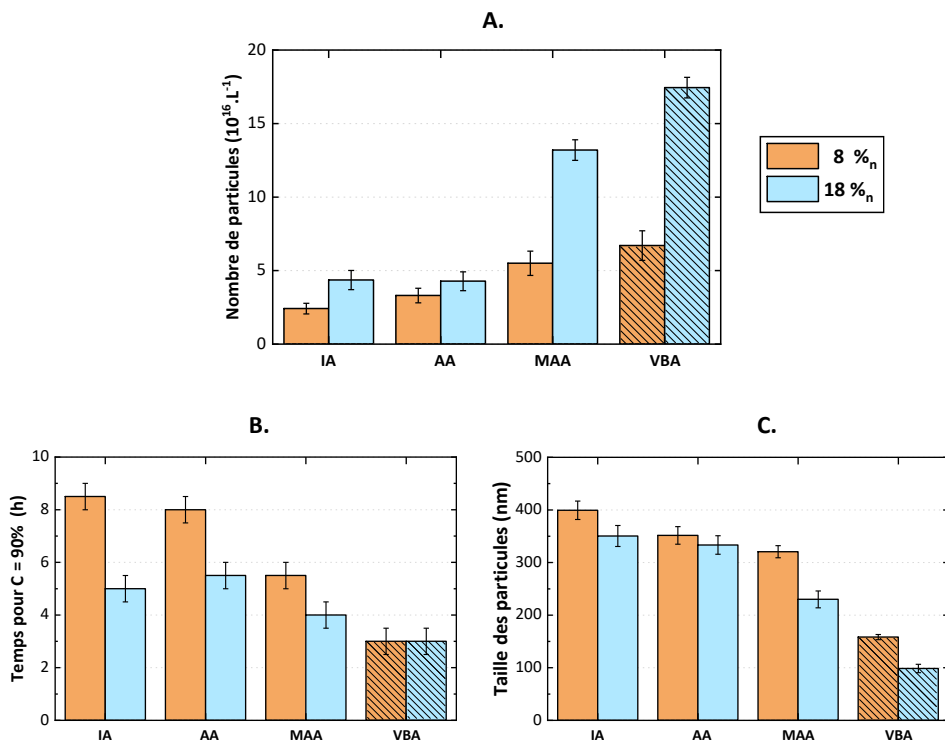 A.
Nombre de particules (10^16.L^-1)
20
15
10
5
0
IA AA MAA VBA
8 %n
18 %n
B.
Temps pour C = 90% (h)
10
8
6
4
2
0
IA AA MAA VBA
C.
Taille des particules (nm)
500
400
300
200
100
0
IA AA MAA VBA